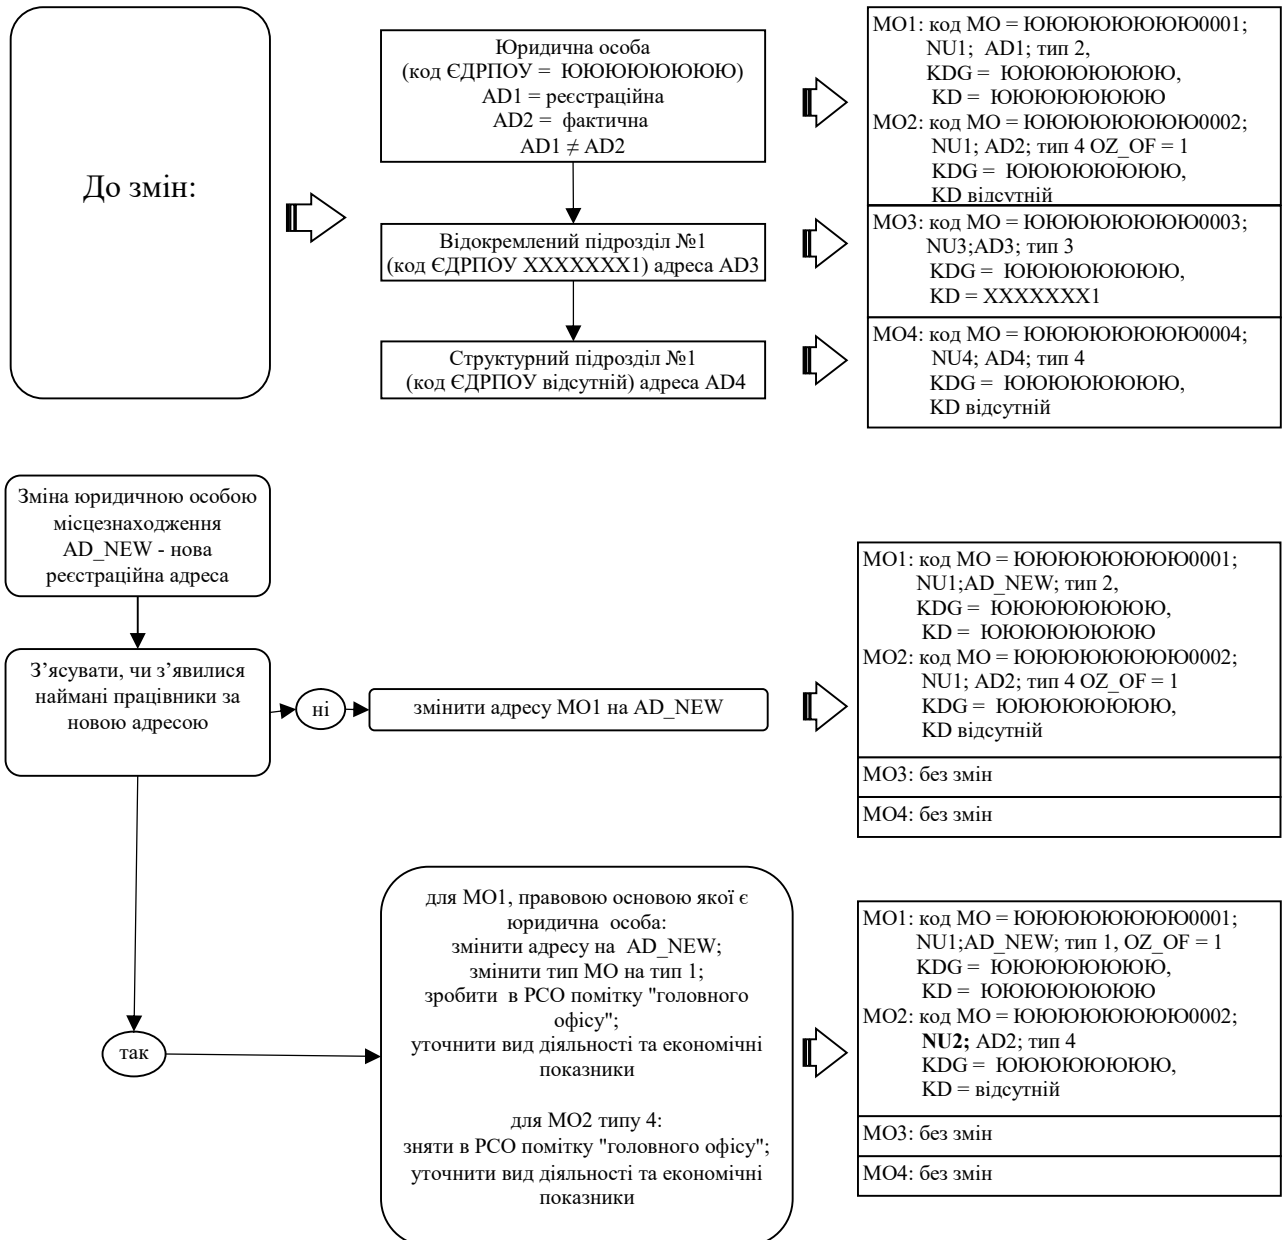 До змін:
Юридична особа
(код ЄДРПОУ = ЮЮЮЮЮЮЮЮ)
AD1 = реєстраційна
AD2 = фактична
AD1 ≠ AD2
МО1: код МО = ЮЮЮЮЮЮЮЮ0001;
NU1; AD1; тип 2,
KDG = ЮЮЮЮЮЮЮЮ,
KD = ЮЮЮЮЮЮЮЮ
МО2: код МО = ЮЮЮЮЮЮЮЮ0002;
NU1; AD2; тип 4 OZ_OF = 1
KDG = ЮЮЮЮЮЮЮЮ,
KD відсутній
Відокремлений підрозділ №1
(код ЄДРПОУ ХХХХХХХ1) адреса AD3
МО3: код МО = ЮЮЮЮЮЮЮЮ0003;
NU3;AD3; тип 3
KDG = ЮЮЮЮЮЮЮЮ,
KD = ХХХХХХХ1
Структурний підрозділ №1
(код ЄДРПОУ відсутній) адреса AD4
МО4: код МО = ЮЮЮЮЮЮЮЮ0004;
NU4; AD4; тип 4
KDG = ЮЮЮЮЮЮЮЮ,
KD відсутній
Зміна юридичною особою
місцезнаходження
AD_NEW - нова
реєстраційна адреса
З’ясувати, чи з’явилися
наймані працівники за
новою адресою
ні
змінити адресу МО1 на AD_NEW
МО1: код МО = ЮЮЮЮЮЮЮЮ0001;
NU1;AD_NEW; тип 2,
KDG = ЮЮЮЮЮЮЮЮ,
KD = ЮЮЮЮЮЮЮЮ
МО2: код МО = ЮЮЮЮЮЮЮЮ0002;
NU1; AD2; тип 4 OZ_OF = 1
KDG = ЮЮЮЮЮЮЮЮ,
KD відсутній
МО3: без змін
МО4: без змін
так
для МО1, правовою основою якої є
юридична особа:
змінити адресу на AD_NEW;
змінити тип МО на тип 1;
зробити в РСО помітку "головного
офісу";
уточнити вид діяльності та економічні
показники
для МО2 типу 4:
зняти в РСО помітку "головного офісу";
уточнити вид діяльності та економічні
показники
МО1: код МО = ЮЮЮЮЮЮЮЮ0001;
NU1;AD_NEW; тип 1, OZ_OF = 1
KDG = ЮЮЮЮЮЮЮЮ,
KD = ЮЮЮЮЮЮЮЮ
МО2: код МО = ЮЮЮЮЮЮЮЮ0002;
NU2; AD2; тип 4
KDG = ЮЮЮЮЮЮЮЮ,
KD = відсутній
МО3: без змін
МО4: без змін